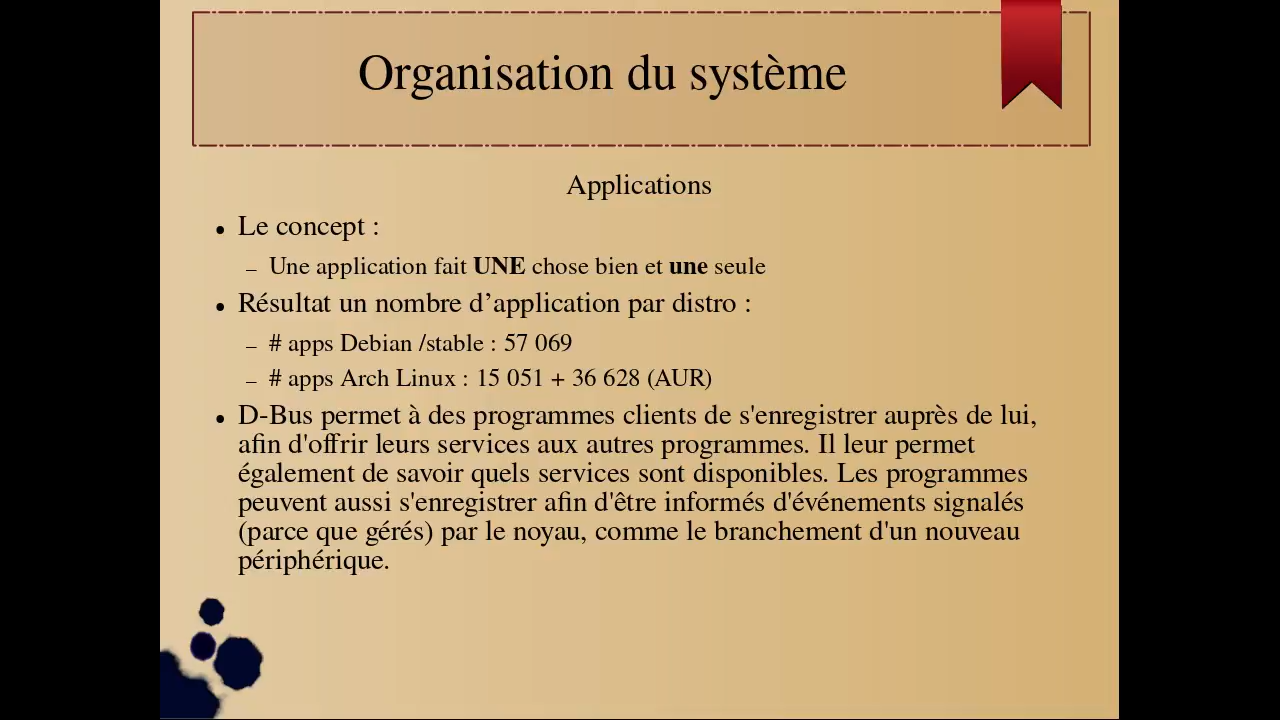 Organisation du système
Applications
• Le concept :
– Une application fait UNE chose bien et une seule
• Résultat un nombre d’application par distro :
– # apps Debian /stable : 57 069
– # apps Arch Linux : 15 051 + 36 628 (AUR)
• D-Bus permet à des programmes clients de s'enregistrer auprès de lui,
afin d'offrir leurs services aux autres programmes. Il leur permet
également de savoir quels services sont disponibles. Les programmes
peuvent aussi s'enregistrer afin d'être informés d'événements signalés
(parce que gérés) par le noyau, comme le branchement d'un nouveau
périphérique.